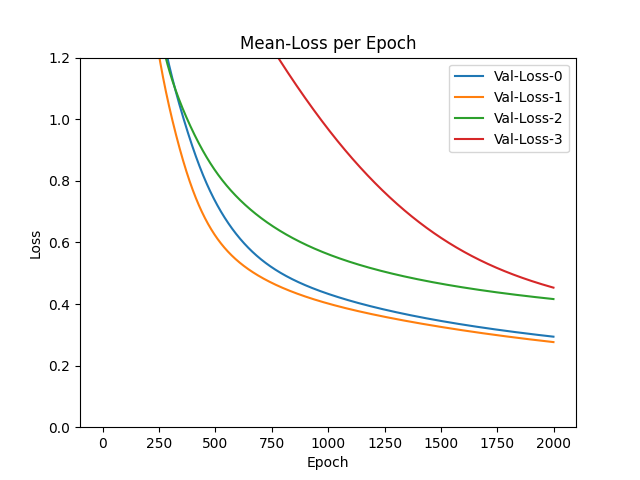 Mean-Loss per Epoch
Val-Loss-0
Val-Loss-1
Val-Loss-2
Val-Loss-3
1.2
1.0
0.8
0.6
0.4
0.2
0.0
Loss
0 250 500 750 1000 1250 1500 1750 2000
Epoch